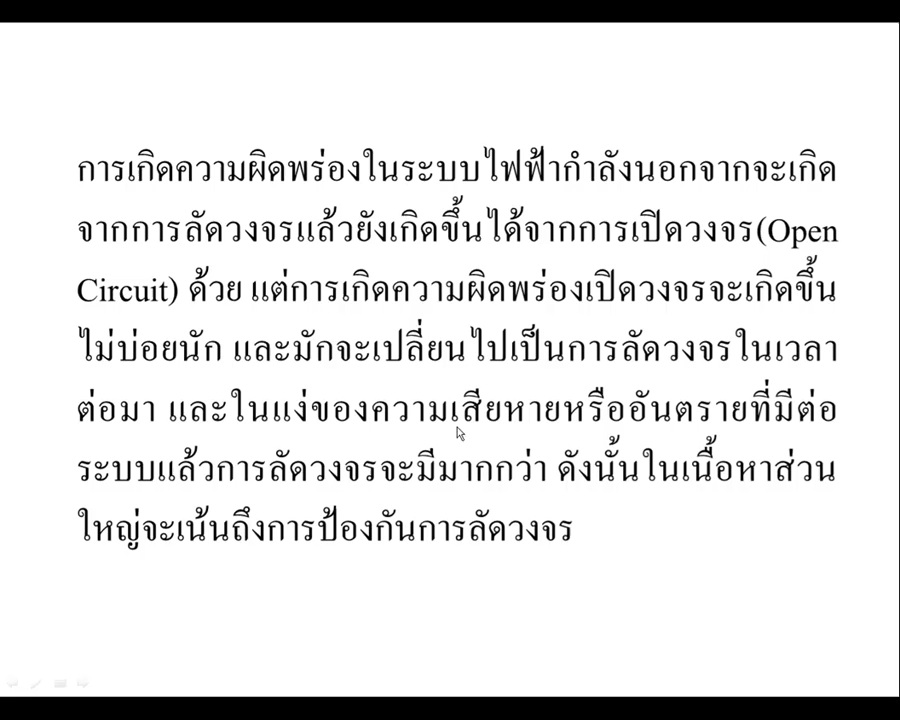 การเกิดความผิดพร่องในระบบไฟฟ้ากำลังนอกจากจะเกิด
จากการลัดวงจรแล้วยังเกิดขึ้นได้จากการเปิดวงจร(Open
Circuit) ด้วย แต่การเกิดความผิดพร่องเปิดวงจรจะเกิดขึ้น
ไม่บ่อยนัก และมักจะเปลี่ยนไปเป็นการลัดวงจรในเวลา
ต่อมา และในแง่ของความเสียหายหรืออันตรายที่มีต่อ
ระบบแล้วการลัดวงจรจะมีมากกว่า ดังนั้นในเนื้อหาส่วน
ใหญ่จะเน้นถึงการป้องกันการลัดวงจร